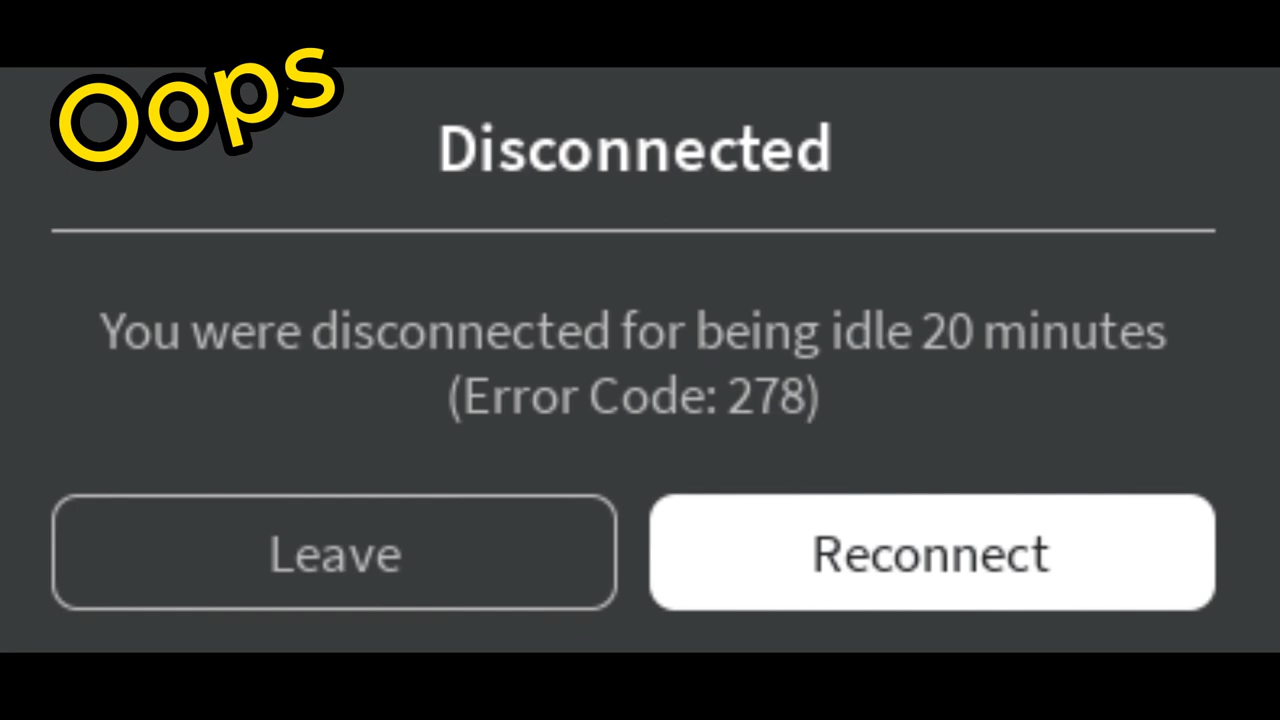 Oops
Disconnected
You were disconnected for being idle 20 minutes
(Error Code: 278)
Leave
Reconnect